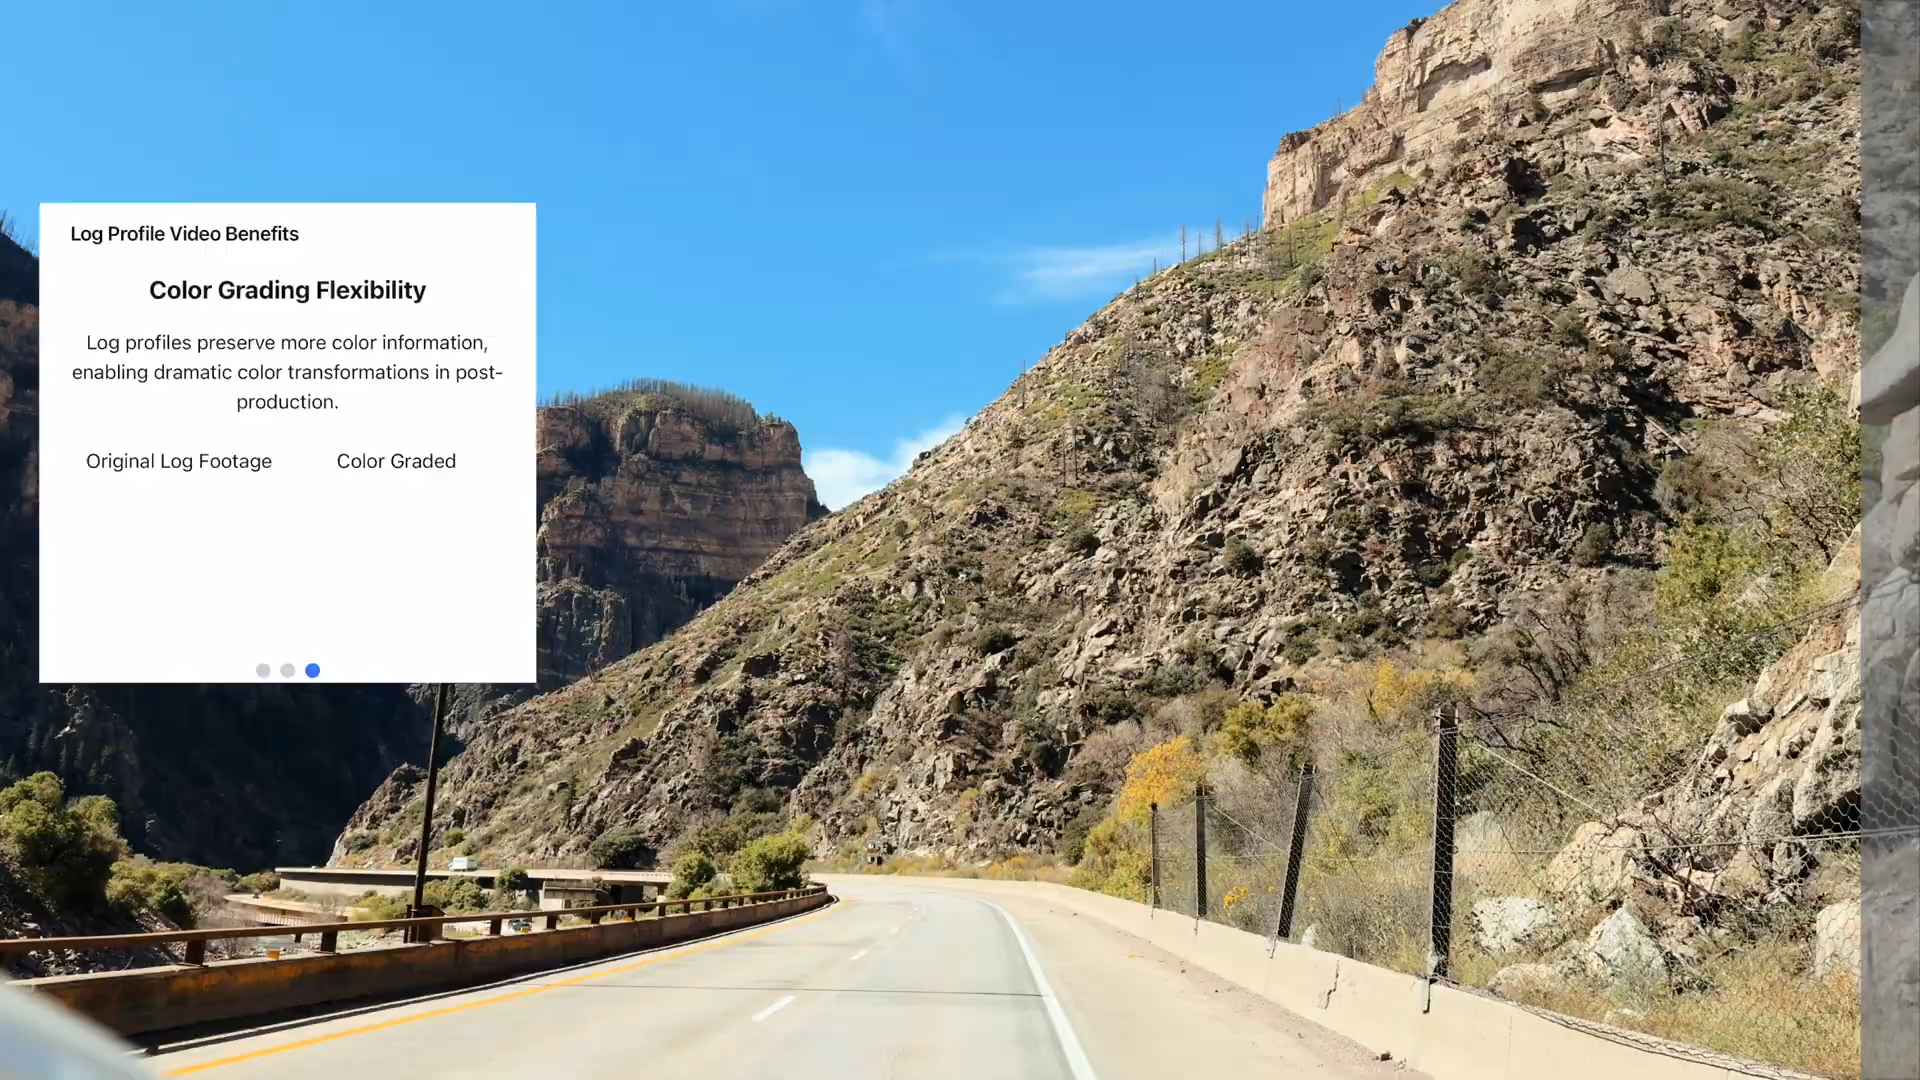 Log Profile Video Benefits
Color Grading Flexibility
Log profiles preserve more color information,
enabling dramatic color transformations in post-
production.
Original Log Footage
Color Graded